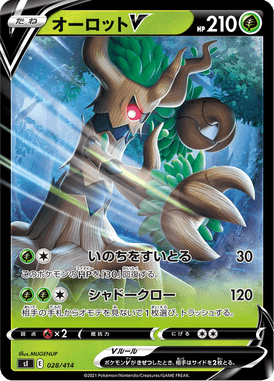 たね オーロットV HP 210
いのちをすいとる 30
このポケモンのHPを「30」回復する。
シャドークロー 120
相手の手札からオモテを見ないで1枚選び、トラッシュする。
Illus.MUGENUP
弱点 ×2 抵抗力 にげる
sI E 028/414
Vルール
ポケモンVがきぜつしたとき、相手はサイドを2枚とる。
©2021 Pokémon/Nintendo/Creatures/GAME FREAK.